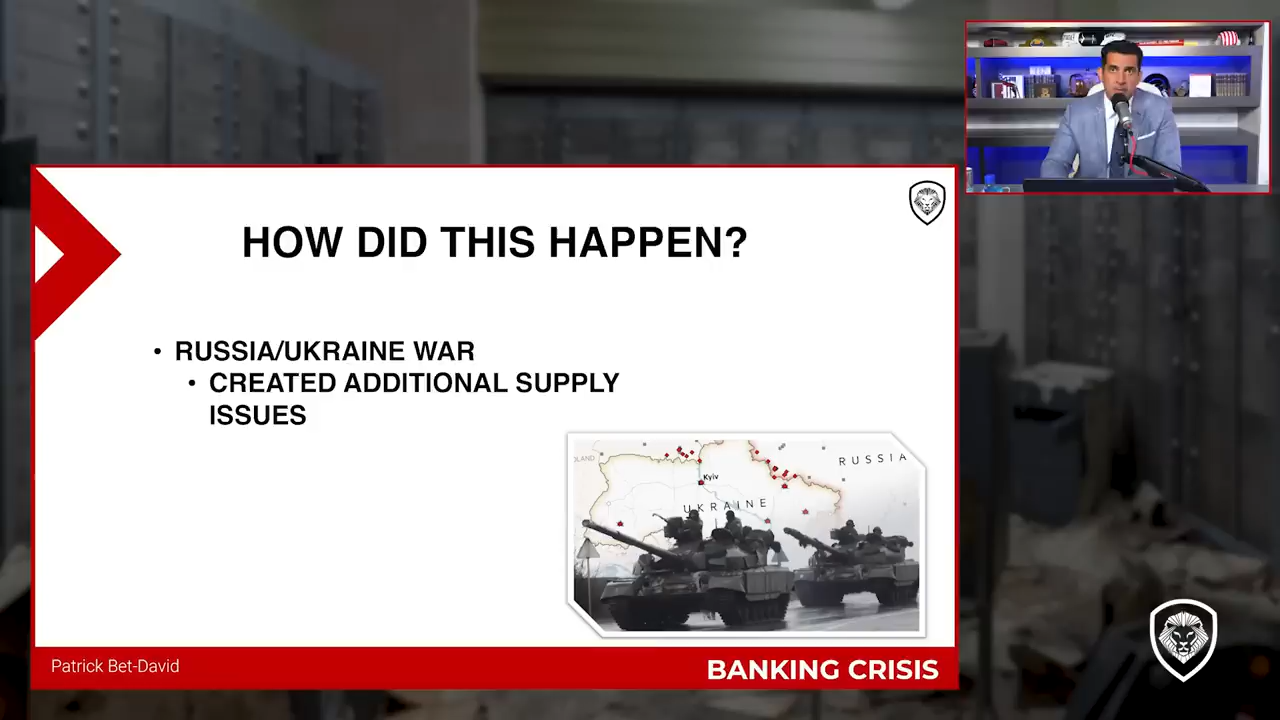 HOW DID THIS HAPPEN?
• RUSSIA/UKRAINE WAR
• CREATED ADDITIONAL SUPPLY
ISSUES
OLAND
RUSSIA
Kyiv
UKRAINE
Patrick Bet-David
BANKING CRISIS